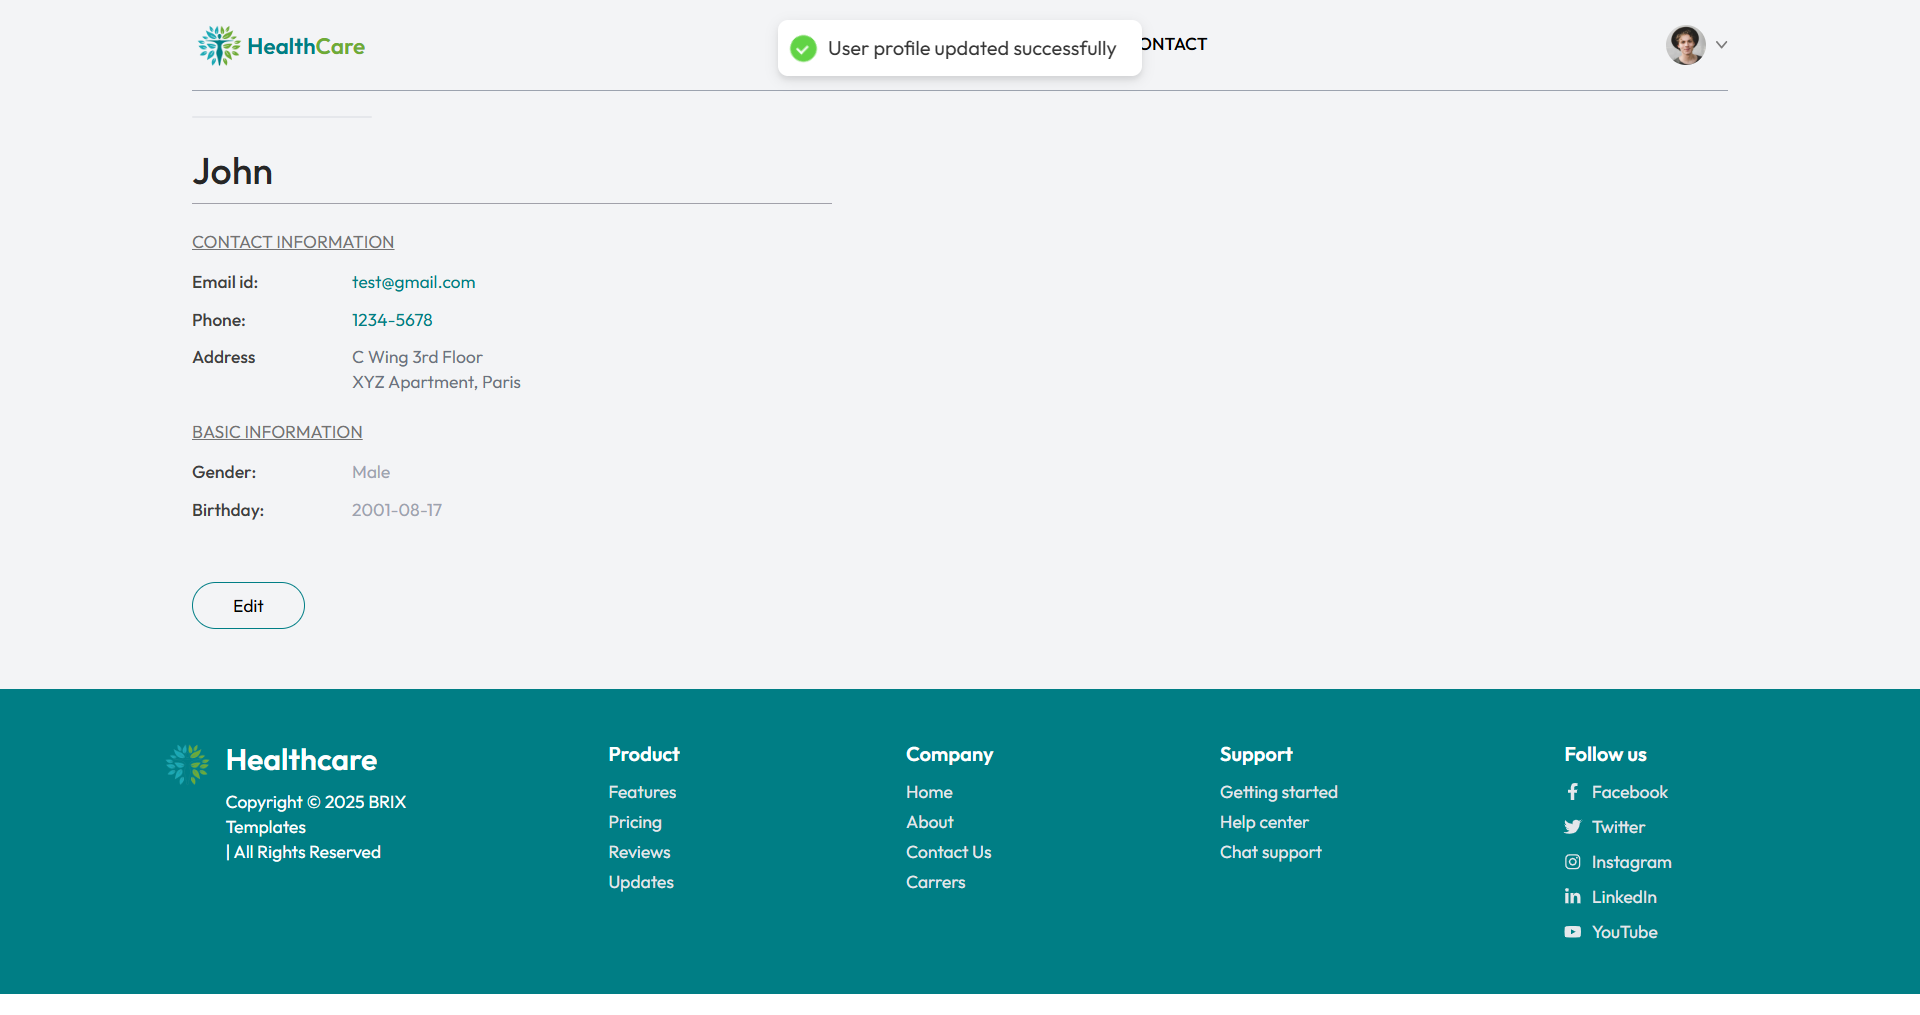 HealthCare
User profile updated successfully
ONTACT
John
CONTACT INFORMATION
Email id: test@gmail.com
Phone: 1234-5678
Address C Wing 3rd Floor
XYZ Apartment, Paris
BASIC INFORMATION
Gender: Male
Birthday: 2001-08-17
Edit
Healthcare
Copyright © 2025 BRIX
Templates
| All Rights Reserved
Product
Features
Pricing
Reviews
Updates
Company
Home
About
Contact Us
Carrers
Support
Getting started
Help center
Chat support
Follow us
Facebook
Twitter
Instagram
LinkedIn
YouTube